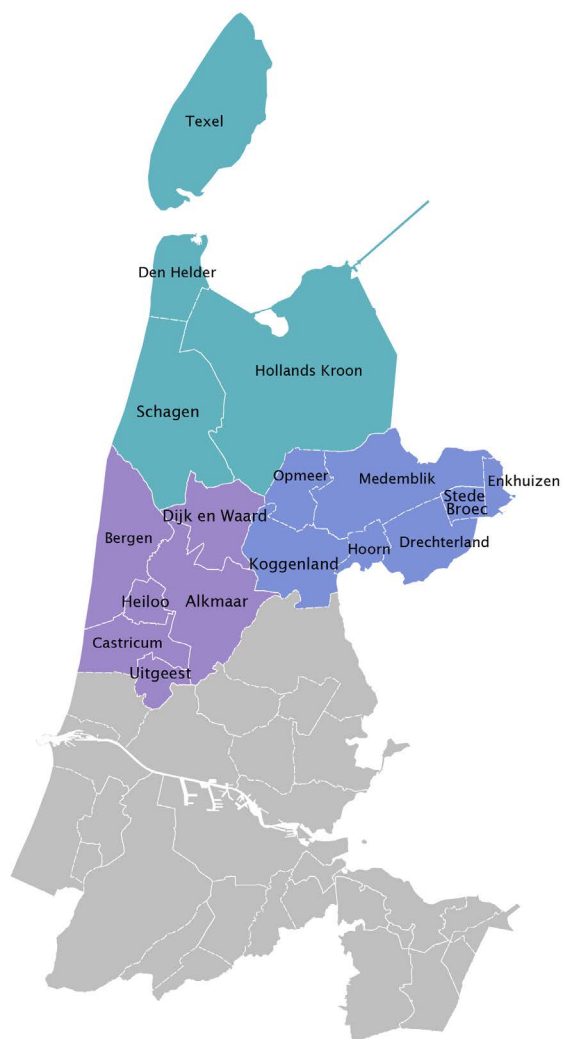 Texel
Den Helder
Hollands Kroon
Schagen
Opmeer
Medemblik
Enkhuizen
Stede
Broec
Dijk en Waard
Bergen
Drechterland
Hoorn
Koggenland
Heiloo
Alkmaar
Castricum
Uitgeest